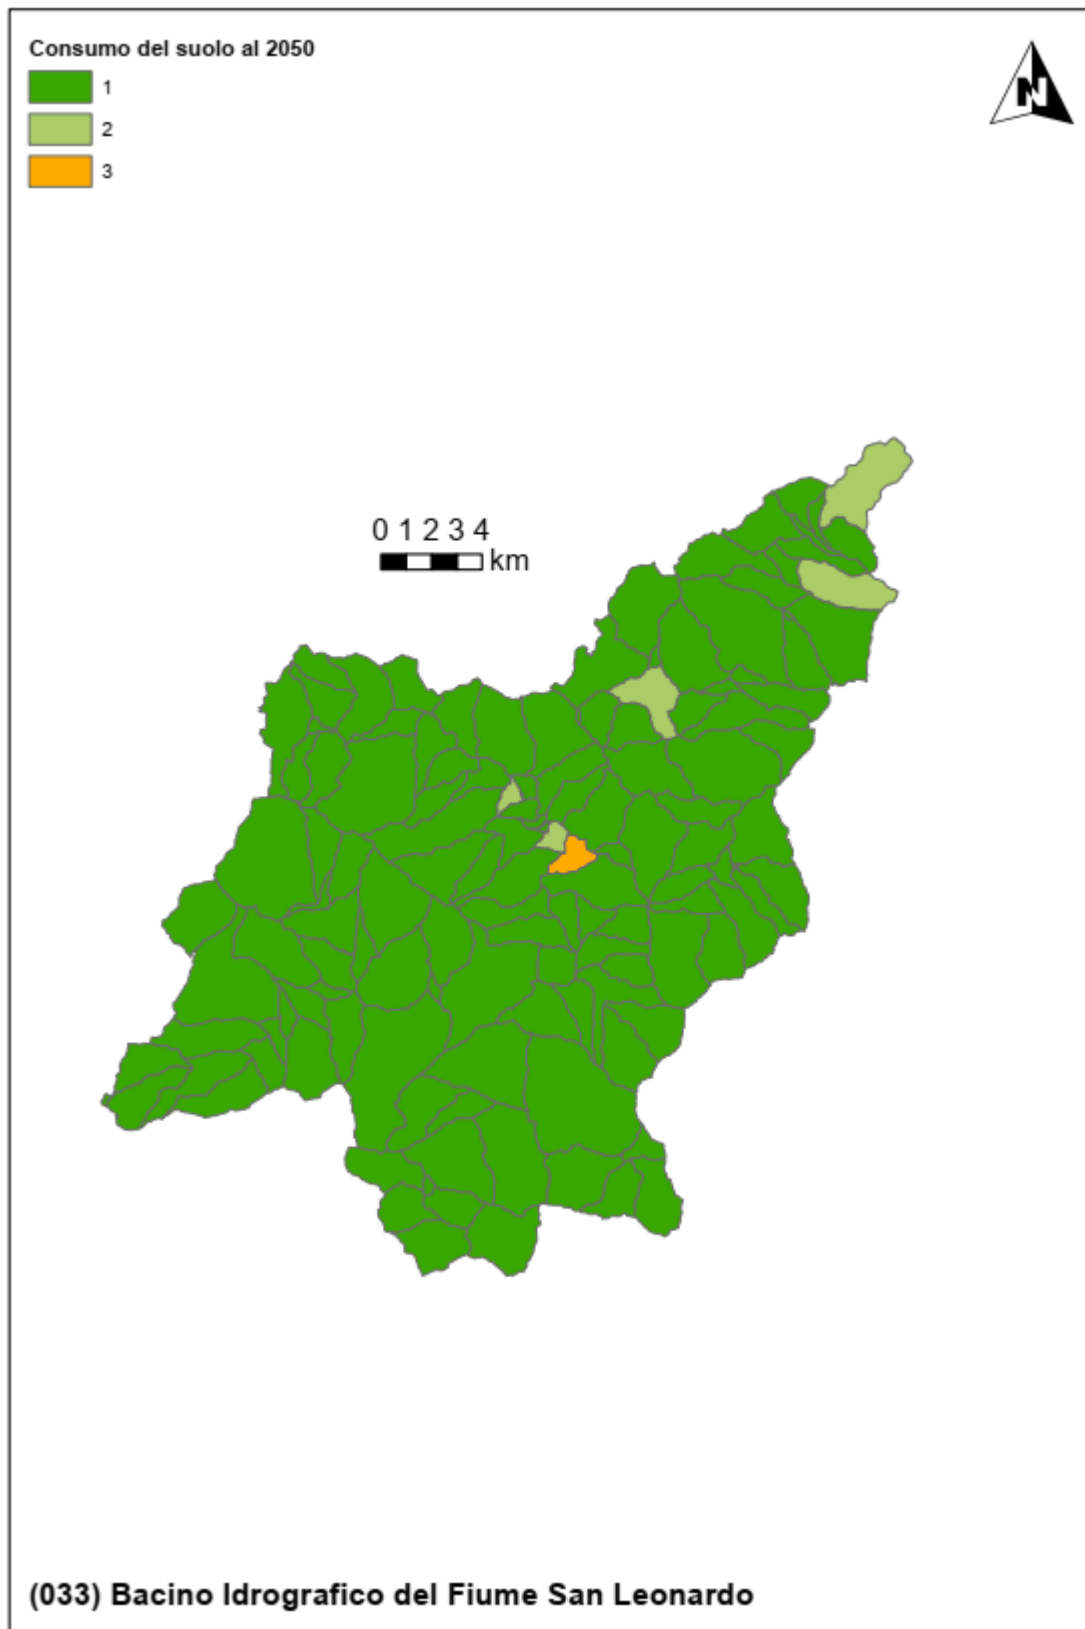 Consumo del suolo al 2050
1
2
3
N
0 1 2 3 4
km
(033) Bacino Idrografico del Fiume San Leonardo